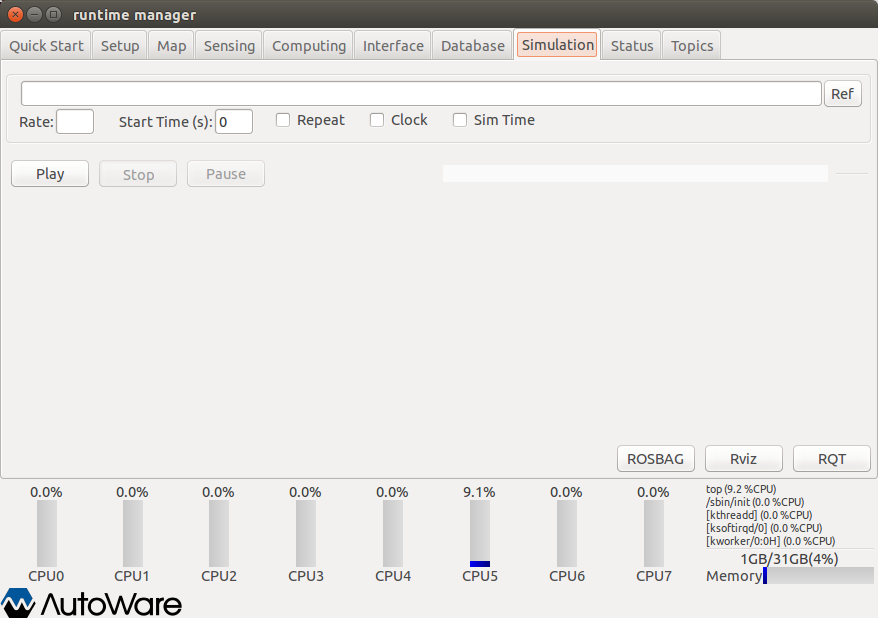 runtime manager
Quick Start Setup Map Sensing Computing Interface Database Simulation Status Topics
Ref
Rate: Start Time (s): 0 Repeat Clock Sim Time
Play Stop Pause
ROSBAG Rviz RQT
0.0% 0.0% 0.0% 0.0% 0.0% 9.1% 0.0% 0.0%
CPU0 CPU1 CPU2 CPU3 CPU4 CPU5 CPU6 CPU7
top (9.2 %CPU)
/sbin/init (0.0 %CPU)
[kthreadd] (0.0 %CPU)
[ksoftirqd/0] (0.0 %CPU)
[kworker/0:0H] (0.0 %CPU)
1GB/31GB(4%)
Memory
AutoWare